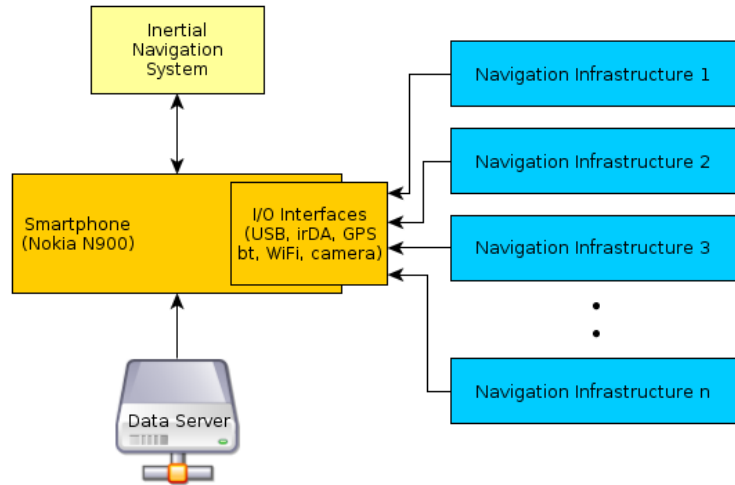 Inertial
Navigation
System
Smartphone
(Nokia N900)
I/O Interfaces
(USB, irDA, GPS
bt, WiFi, camera)
Data Server
Navigation Infrastructure 1
Navigation Infrastructure 2
Navigation Infrastructure 3
Navigation Infrastructure n